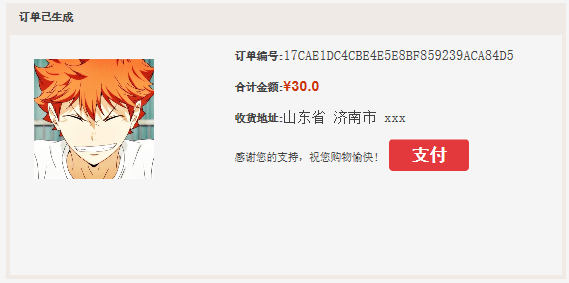 订单已生成
订单编号:17CAE1DC4CBE4E5E8BF859239ACA84D5
合计金额:¥30.0
收货地址:山东省 济南市 xxx
感谢您的支持，祝您购物愉快！ 支付